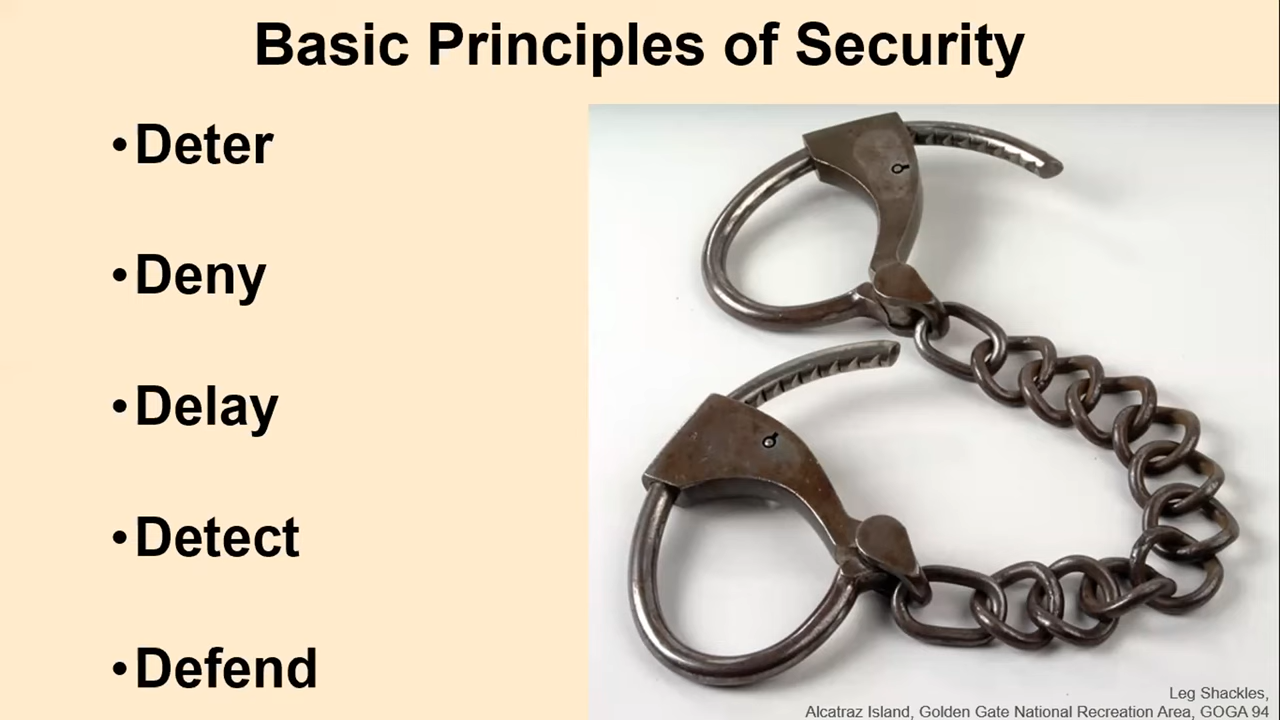 Basic Principles of Security
•Deter
•Deny
•Delay
•Detect
•Defend
Leg Shackles,
Alcatraz Island, Golden Gate National Recreation Area, GOGA 94